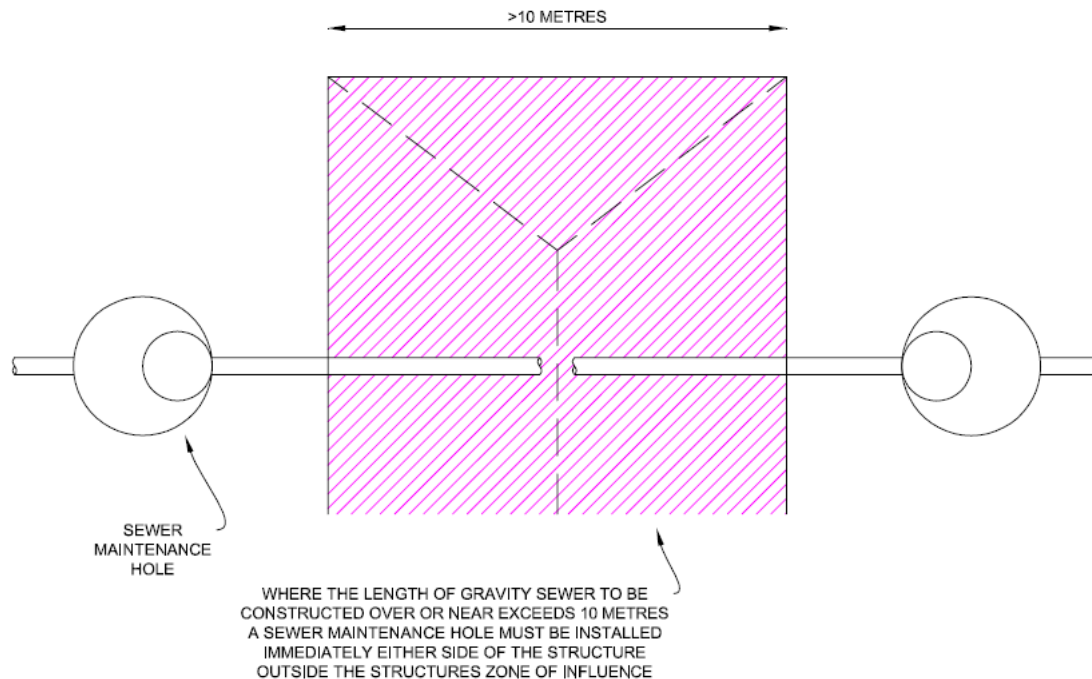 >10 METRES
SEWER
MAINTENANCE
HOLE
WHERE THE LENGTH OF GRAVITY SEWER TO BE
CONSTRUCTED OVER OR NEAR EXCEEDS 10 METRES
A SEWER MAINTENANCE HOLE MUST BE INSTALLED
IMMEDIATELY EITHER SIDE OF THE STRUCTURE
OUTSIDE THE STRUCTURES ZONE OF INFLUENCE